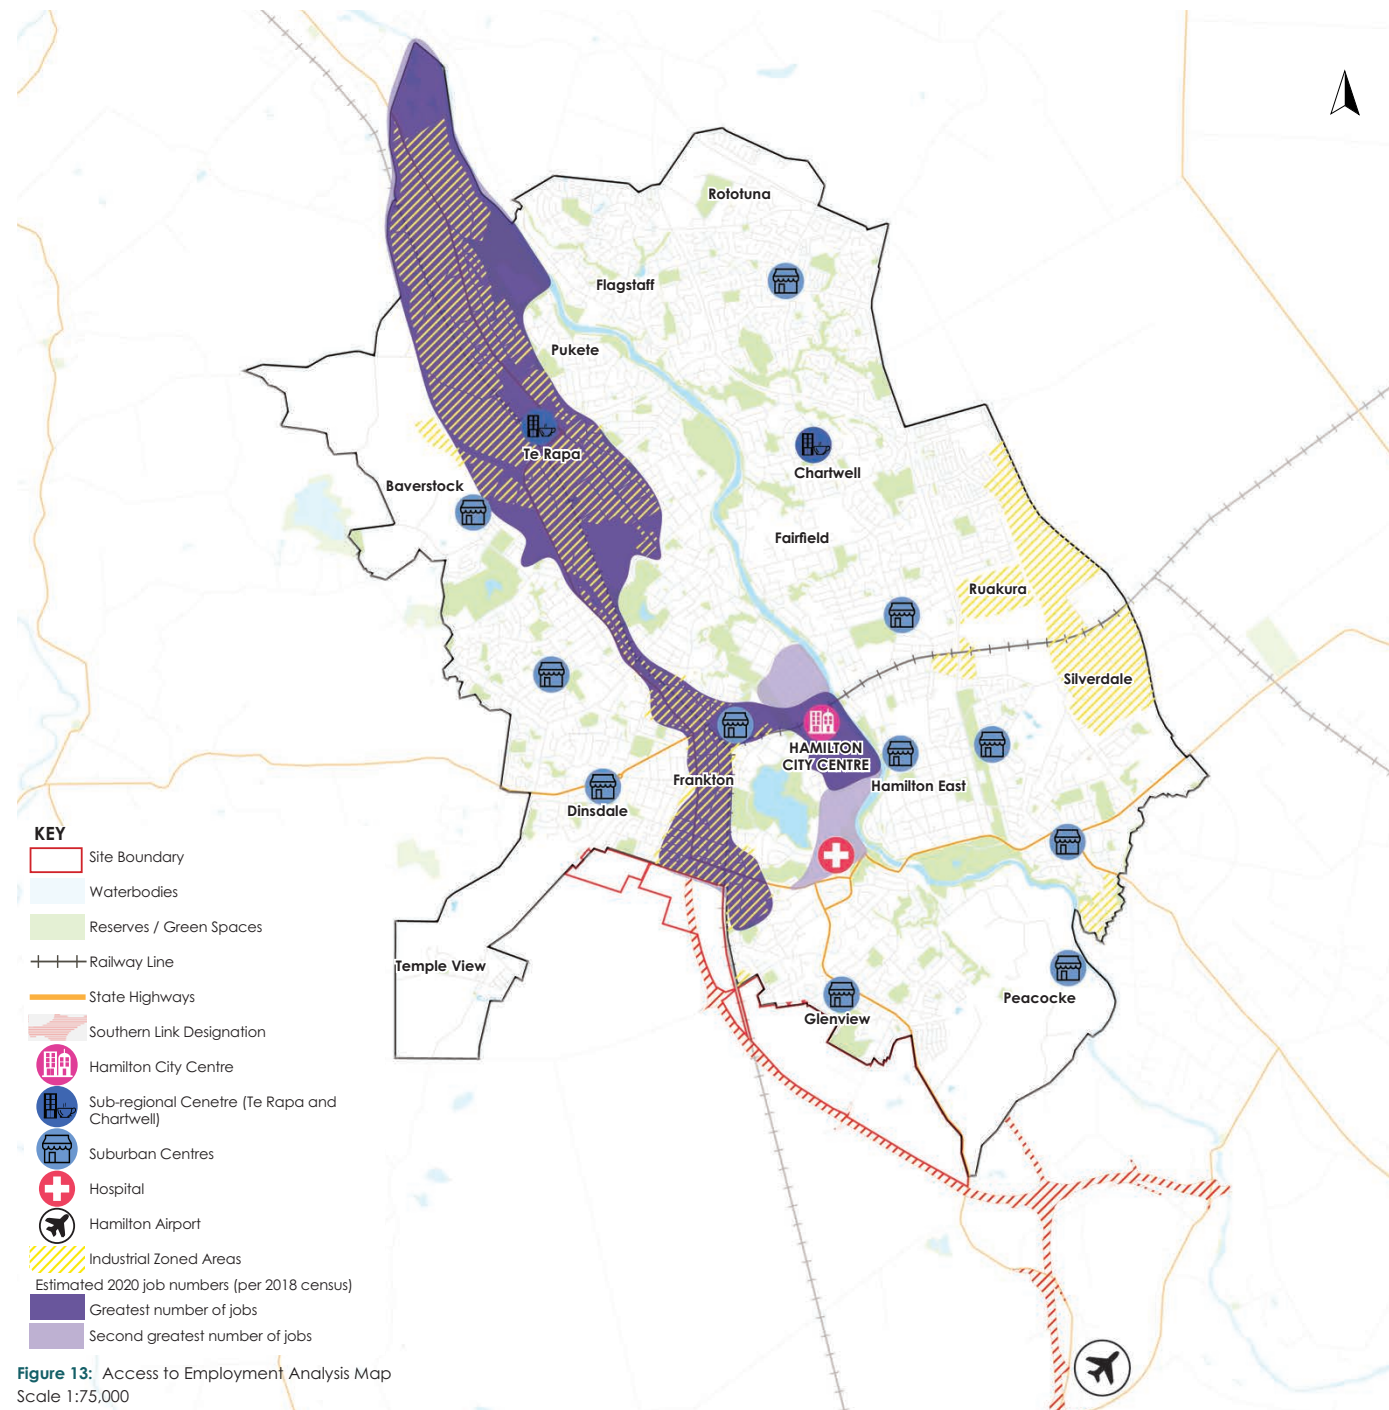 Rototuna
Flagstaff
Pukete
Te Rapa
Chartwell
Baverstock
Fairfield
Ruakura
Silverdale
HAMILTON
CITY CENTRE
Frankton
Hamilton East
Dinsdale
Temple View
Peacocke
Glenview
KEY
Site Boundary
Waterbodies
Reserves / Green Spaces
Railway Line
State Highways
Southern Link Designation
Hamilton City Centre
Sub-regional Cenetre (Te Rapa and
Chartwell)
Suburban Centres
Hospital
Hamilton Airport
Industrial Zoned Areas
Estimated 2020 job numbers (per 2018 census)
Greatest number of jobs
Second greatest number of jobs
Figure 13: Access to Employment Analysis Map
Scale 1:75,000